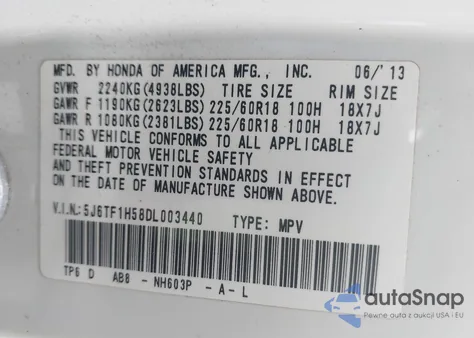 MFD. BY HONDA OF AMERICA MFG., INC. 06/'13
GVWR 2240KG(4938LBS) TIRE SIZE RIM SIZE
GAWR F 1190KG(2623LBS) 225/60R18 100H 18X7J
GAWR R 1080KG(2381LBS) 225/60R18 100H 18X7J
THIS VEHICLE CONFORMS TO ALL APPLICABLE
FEDERAL MOTOR VEHICLE SAFETY
AND THEFT PREVENTION STANDARDS IN EFFECT
ON THE DATE OF MANUFACTURE SHOWN ABOVE.
V.I.N.:5J6TF1H58DL003440 TYPE: MPV
TP6 D AB8 - NH603P - A - L
autoSnap
Pewne auta z aukcji USA i EU